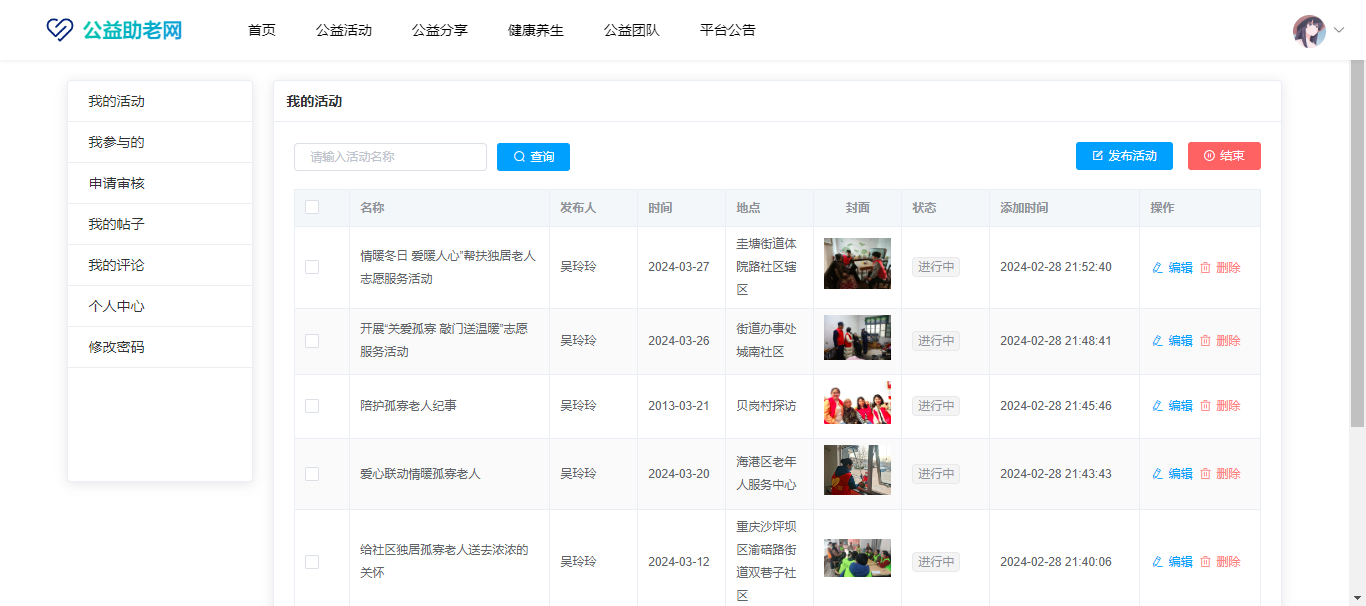 公益助老网
首页 公益活动 公益分享 健康养生 公益团队 平台公告
我的活动
我参与的
申请审核
我的帖子
我的评论
个人中心
修改密码
我的活动
请输入活动名称 查询 发布活动 结束
名称 发布人 时间 地点 封面 状态 添加时间 操作
情暖冬日 爱暖人心”帮扶独居老人
志愿服务活动
吴玲玲
2024-03-27
圭塘街道体
院路社区辖
区
进行中
2024-02-28 21:52:40
编辑 删除
开展“关爱孤寡 敲门送温暖”志愿
服务活动
吴玲玲
2024-03-26
街道办事处
城南社区
进行中
2024-02-28 21:48:41
编辑 删除
陪护孤寡老人纪事
吴玲玲
2013-03-21
贝岗村探访
进行中
2024-02-28 21:45:46
编辑 删除
爱心联动情暖孤寡老人
吴玲玲
2024-03-20
海港区老年
人服务中心
进行中
2024-02-28 21:43:43
编辑 删除
给社区独居孤寡老人送去浓浓的
关怀
吴玲玲
2024-03-12
重庆沙坪坝
区渝碚路街
道双巷子社
区
进行中
2024-02-28 21:40:06
编辑 删除